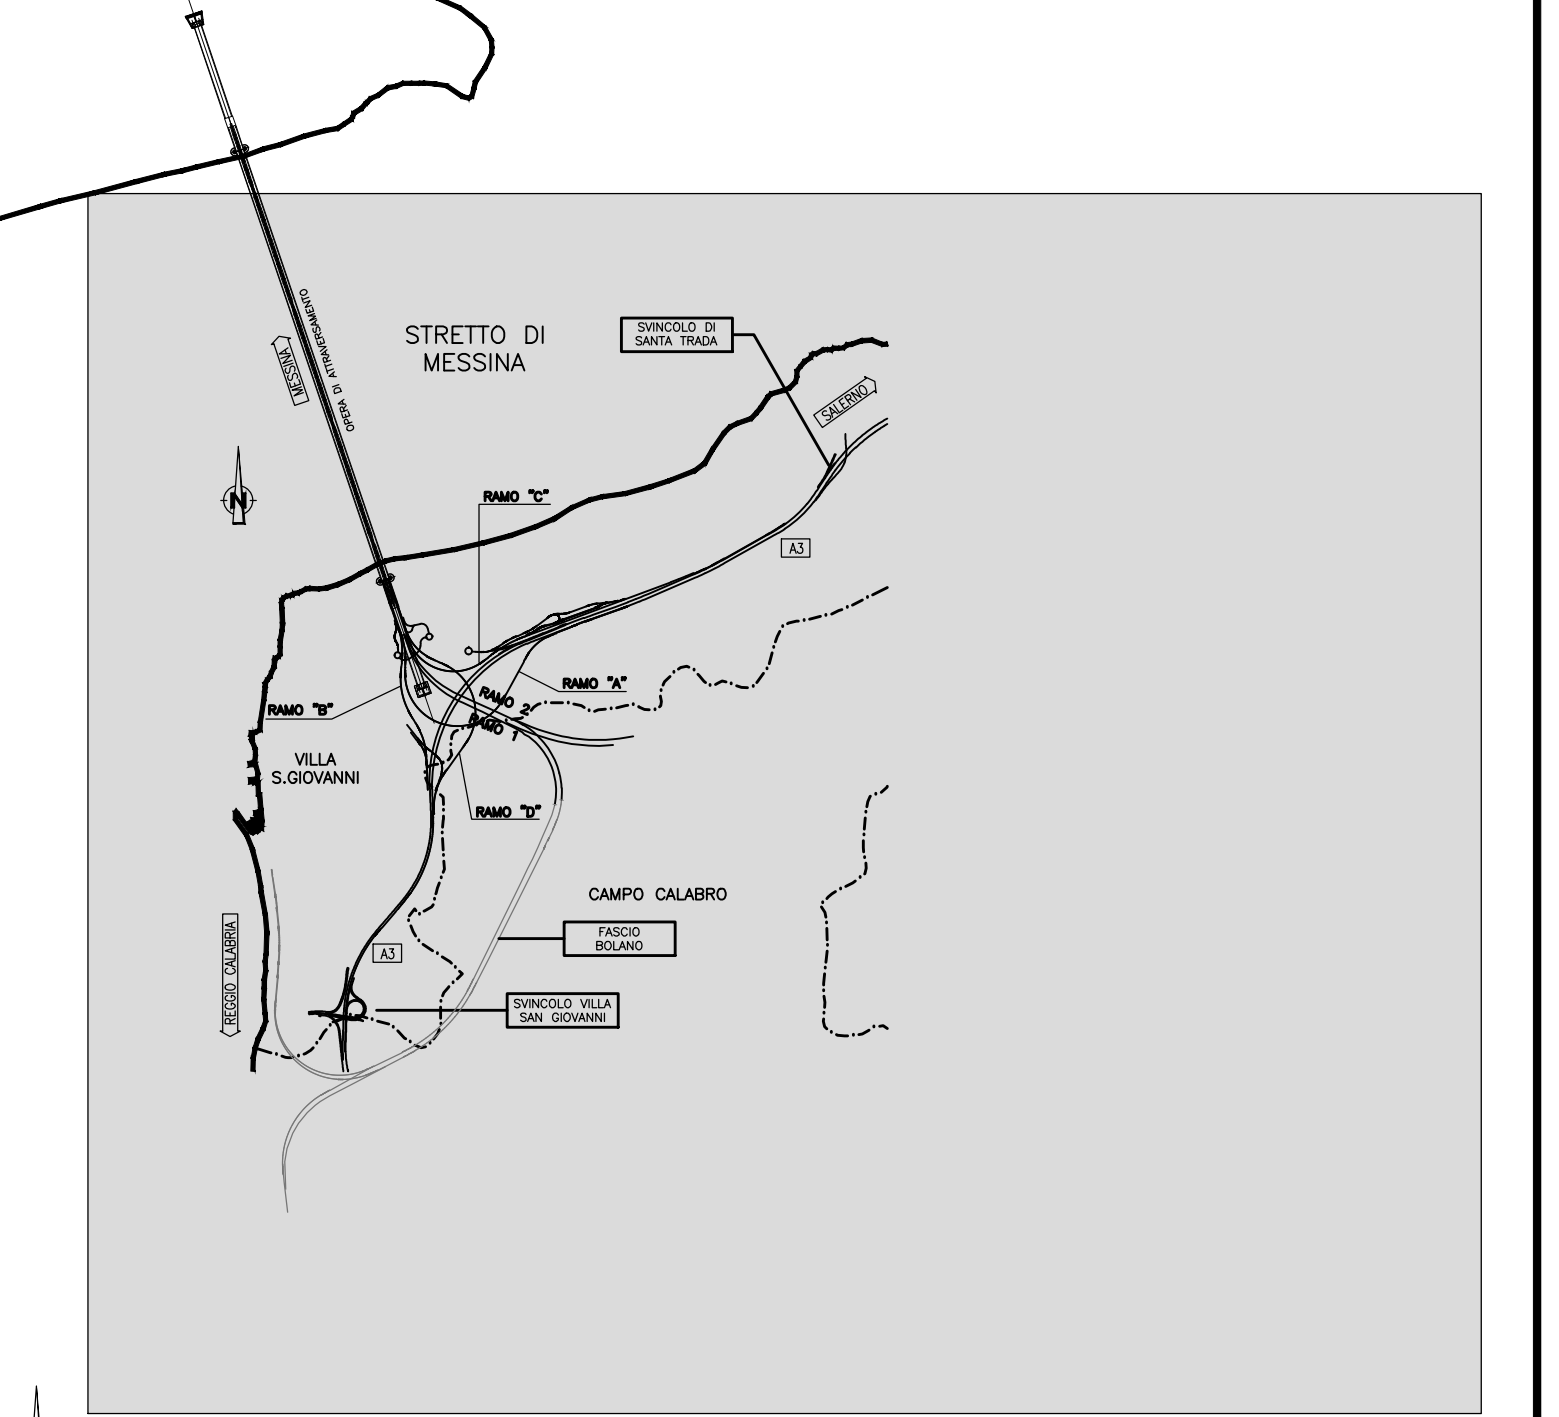 OPERA DI ATTRAVERSAMENTO
MESSINA
STRETTO DI
MESSINA
SVINCOLO DI
SANTA TRADA
SALERNO
N
RAMO "C"
A3
RAMO "A"
RAMO "B"
RAMO 2
RAMO 1
VILLA
S.GIOVANNI
RAMO "D"
CAMPO CALABRO
FASCIO
BOLANO
A3
REGGIO CALABRIA
SVINCOLO VILLA
SAN GIOVANNI